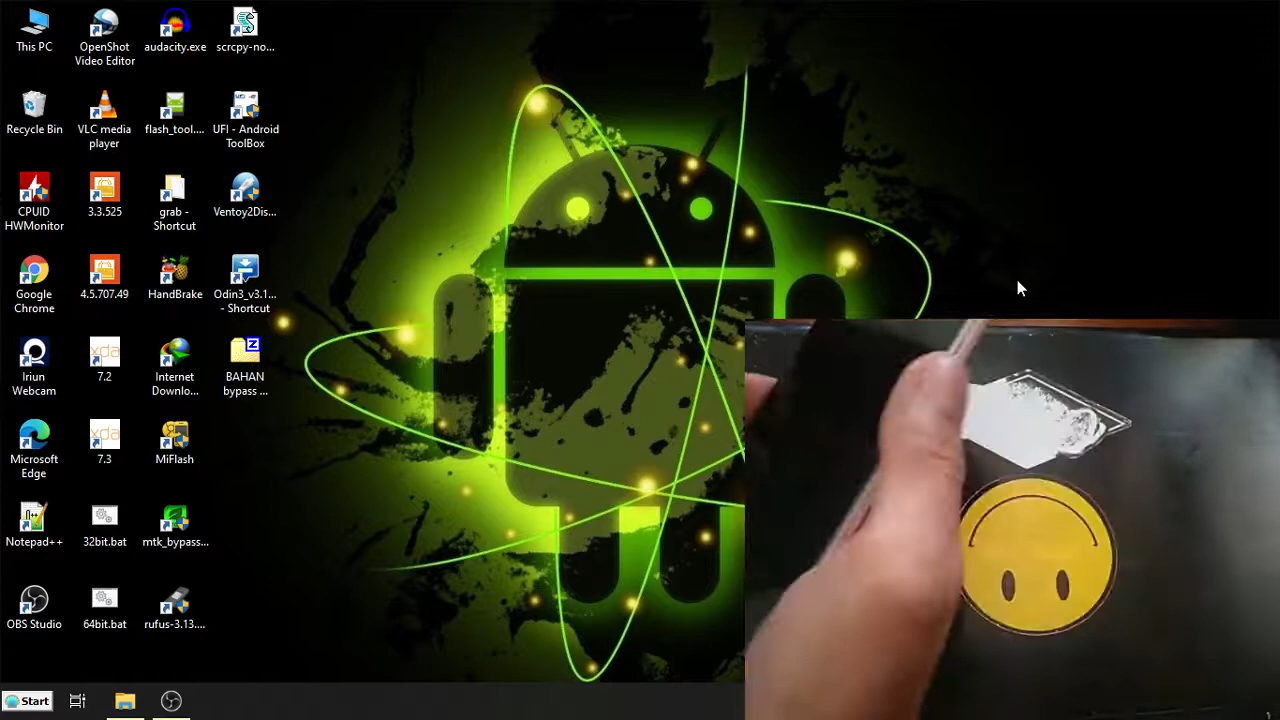 This PC
OpenShot
Video Editor
audacity.exe
scrcpy-no...
Recycle Bin
VLC media
player
flash_tool....
UFI - Android
ToolBox
CPUID
HWMonitor
3.3.525
grab -
Shortcut
Ventoy2Dis...
Google
Chrome
4.5.707.49
HandBrake
Odin3_v3.1...
- Shortcut
Iriun
Webcam
xda
7.2
Internet
Downlo...
Z
BAHAN
bypass ...
Microsoft
Edge
xda
7.3
MiFlash
Notepad++
32bit.bat
mtk_bypass...
OBS Studio
64bit.bat
rufus-3.13....
Start